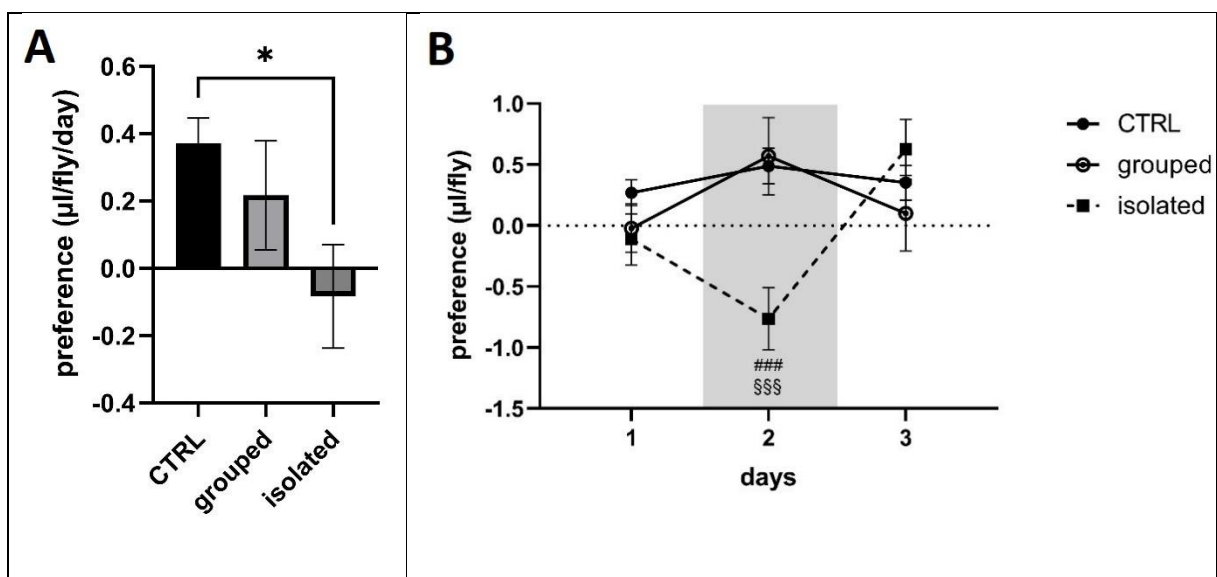 A
*
0.6
0.4
0.2
0.0
-0.2
-0.4
preference (µl/fly/day)
CTRL
grouped
isolated
B
1.0
0.5
0.0
-0.5
-1.0
-1.5
preference (µl/fly)
###
§§§
1 2 3
days
CTRL
grouped
isolated